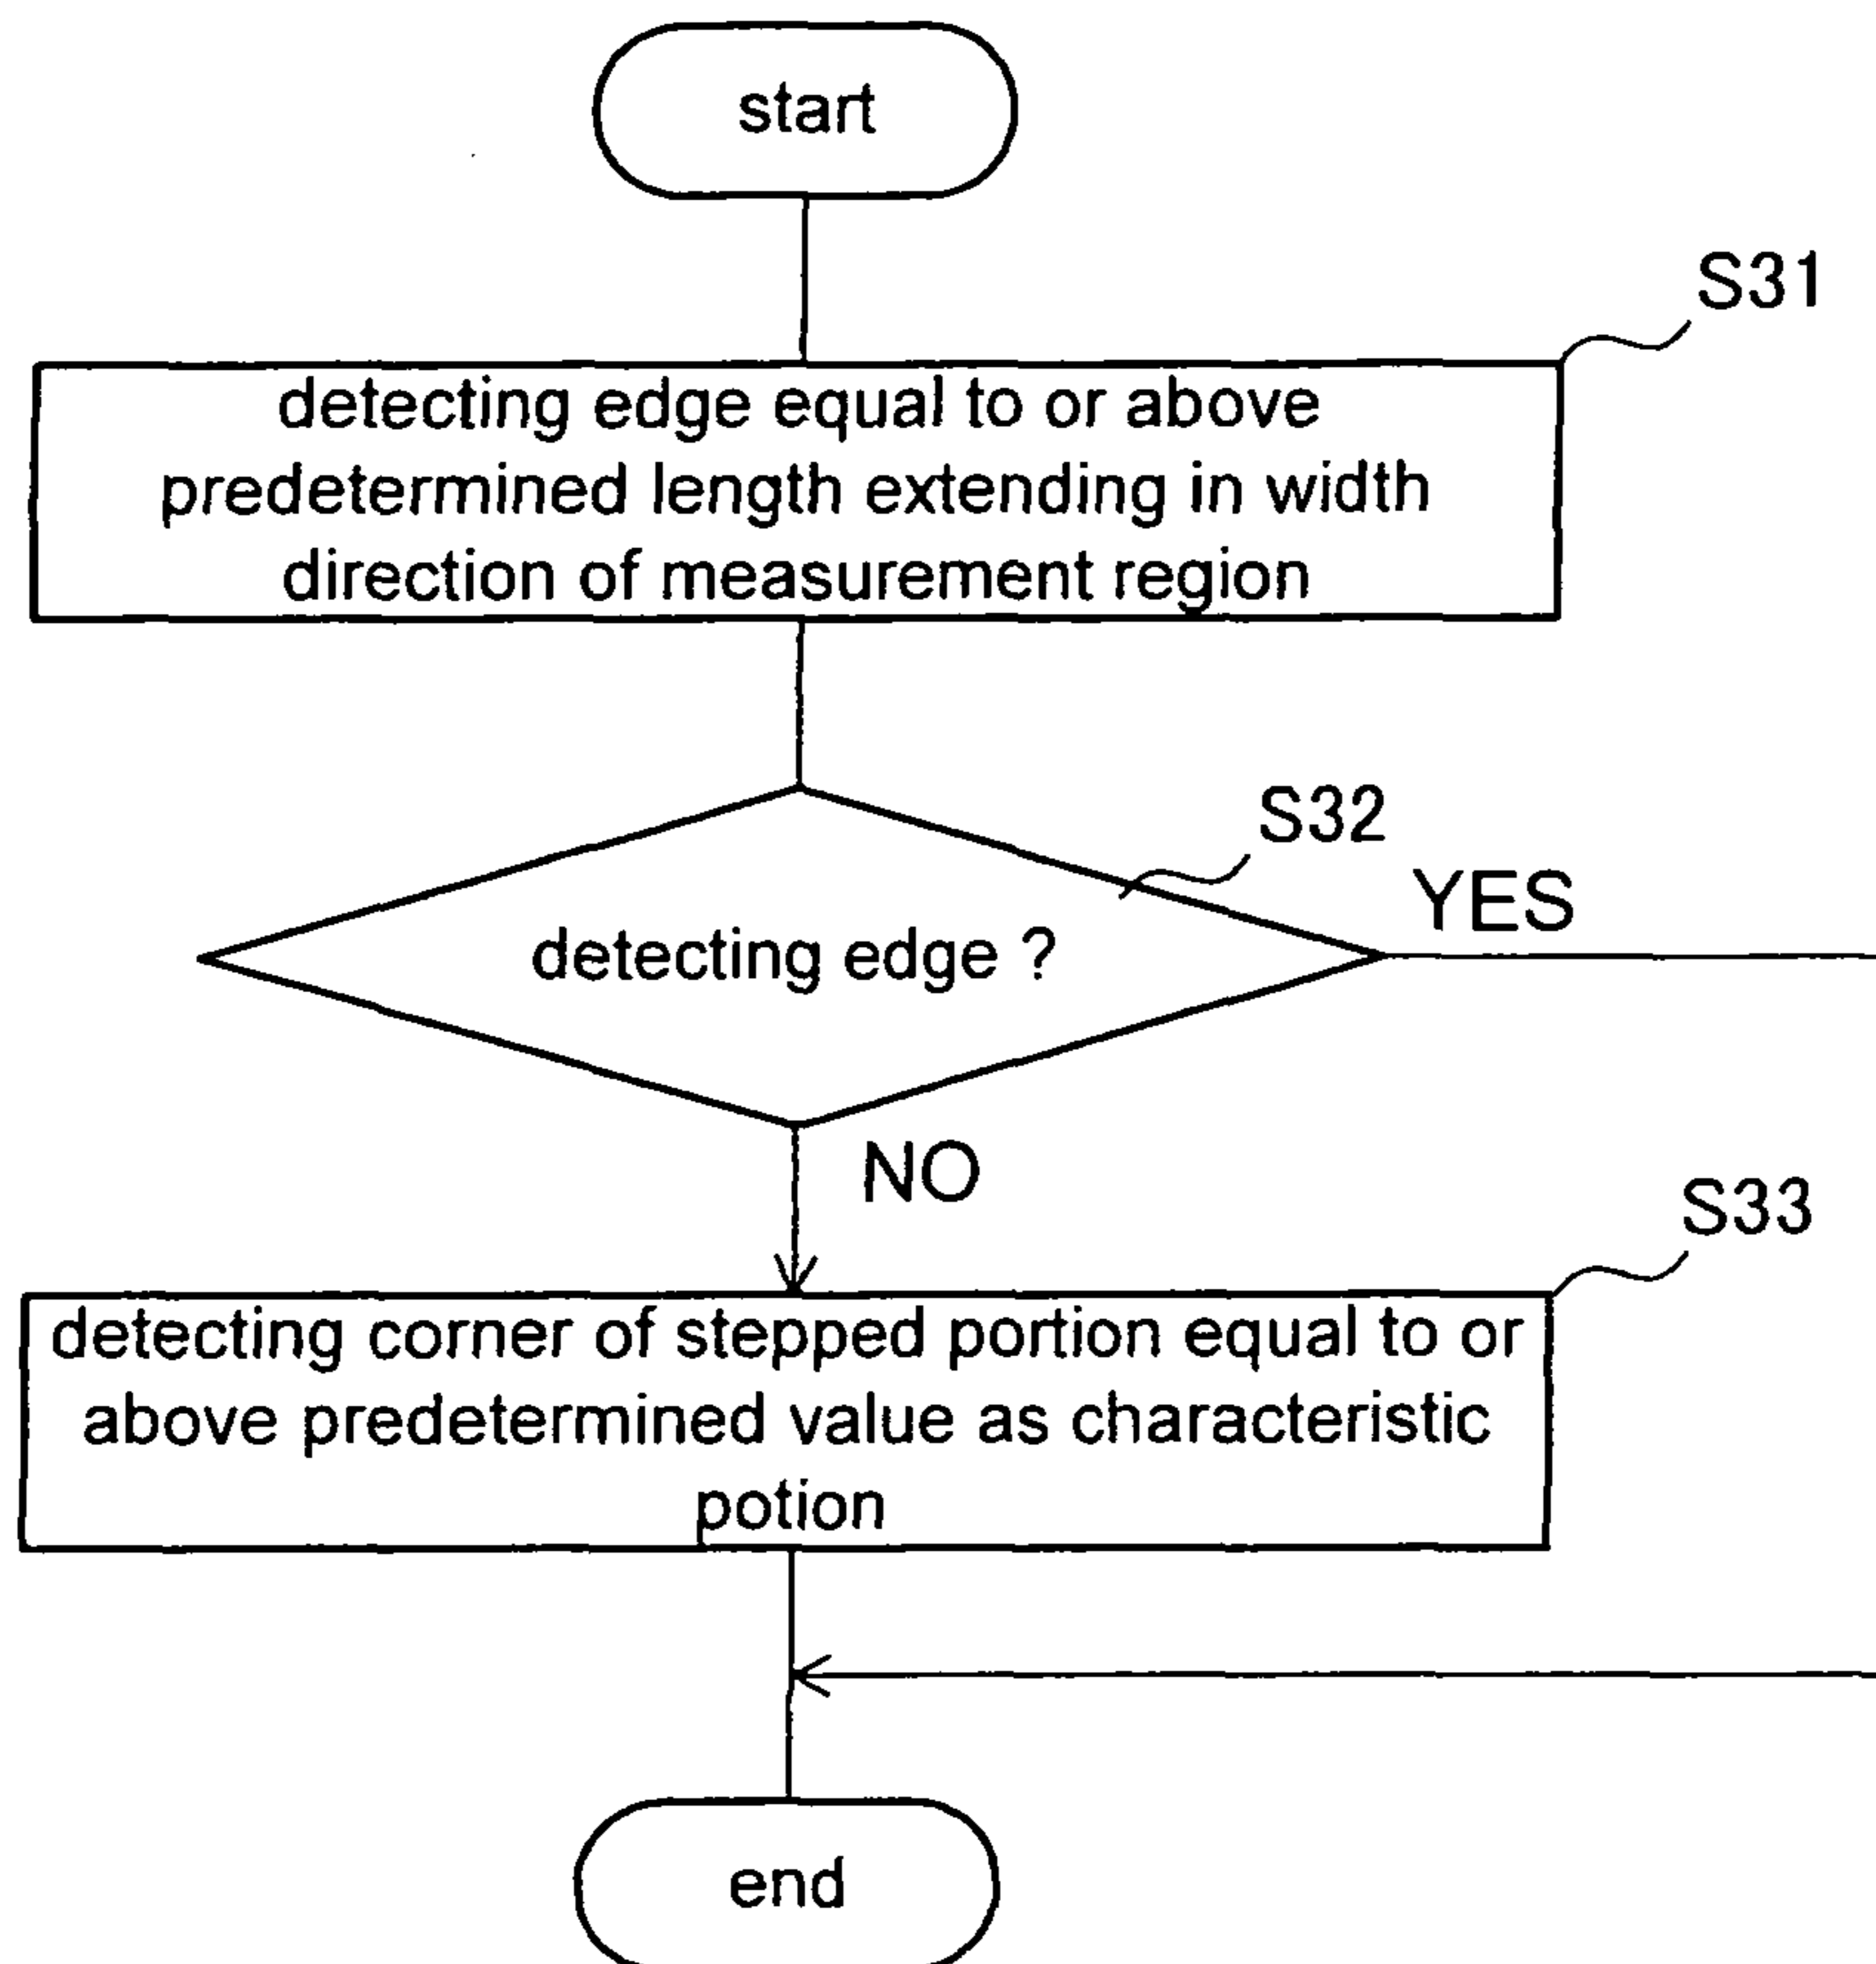 start
S31
detecting edge equal to or above
predetermined length extending in width
direction of measurement region
S32
YES
detecting edge ?
NO
S33
detecting corner of stepped portion equal to or
above predetermined value as characteristic
potion
end